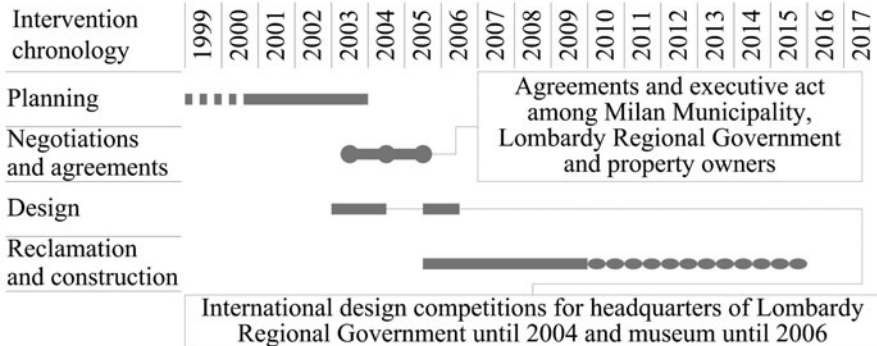 Intervention
chronology
1999 2000 2001 2002 2003 2004 2005 2006 2007 2008 2009 2010 2011 2012 2013 2014 2015 2016 2017
Planning
Agreements and executive act
among Milan Municipality,
Lombardy Regional Government
and property owners
Negotiations
and agreements
Design
Reclamation
and construction
International design competitions for headquarters of Lombardy
Regional Government until 2004 and museum until 2006